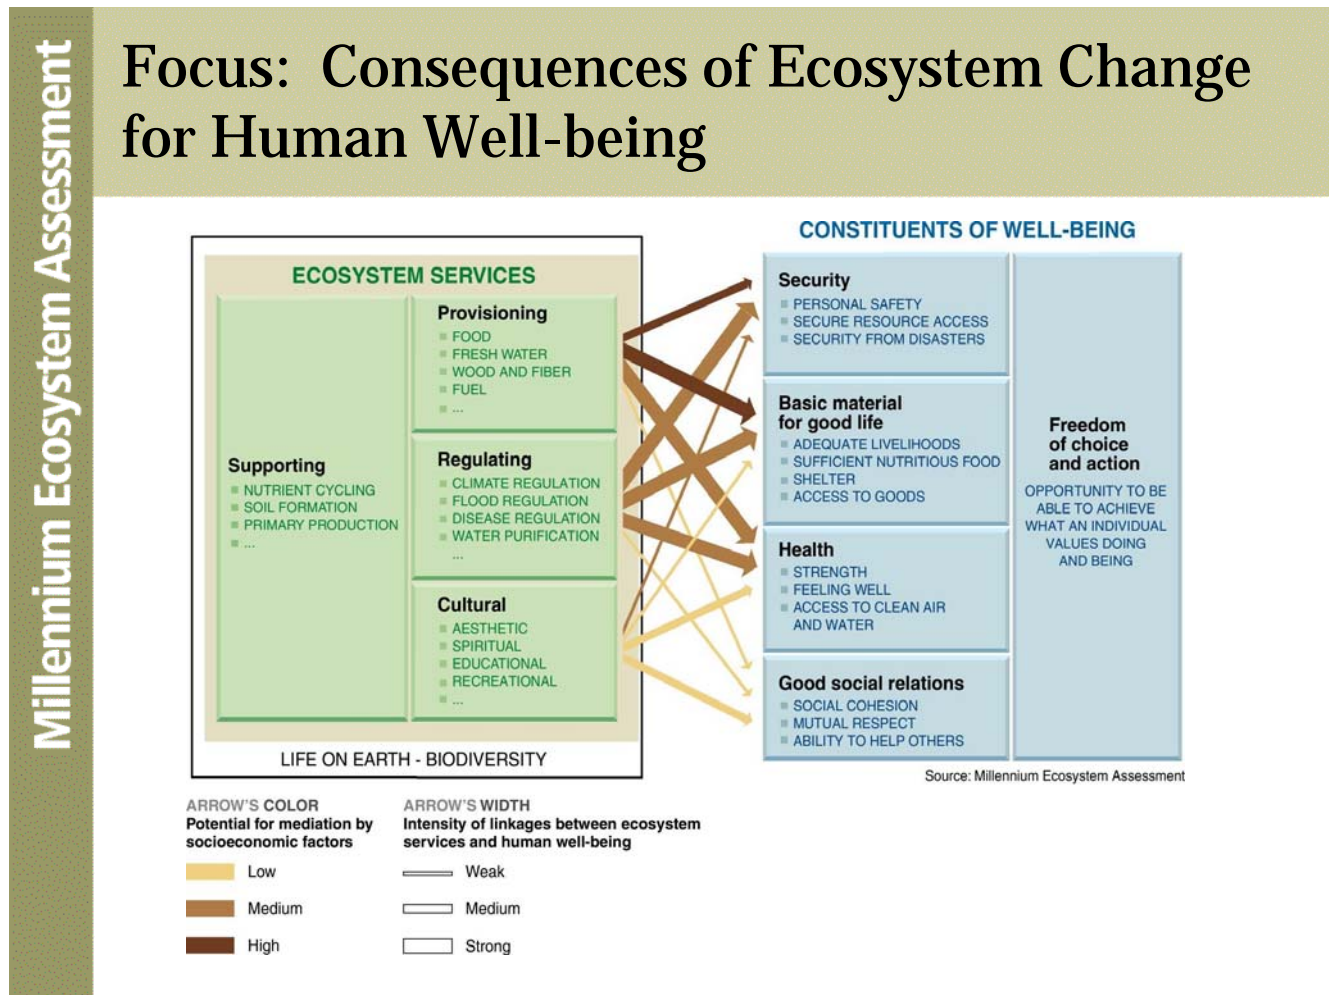 Millennium Ecosystem Assessment
Focus: Consequences of Ecosystem Change
for Human Well-being
ECOSYSTEM SERVICES
Supporting
NUTRIENT CYCLING
SOIL FORMATION
PRIMARY PRODUCTION
...
Provisioning
FOOD
FRESH WATER
WOOD AND FIBER
FUEL
...
Regulating
CLIMATE REGULATION
FLOOD REGULATION
DISEASE REGULATION
WATER PURIFICATION
...
Cultural
AESTHETIC
SPIRITUAL
EDUCATIONAL
RECREATIONAL
...
LIFE ON EARTH - BIODIVERSITY
CONSTITUENTS OF WELL-BEING
Security
PERSONAL SAFETY
SECURE RESOURCE ACCESS
SECURITY FROM DISASTERS
Basic material
for good life
ADEQUATE LIVELIHOODS
SUFFICIENT NUTRITIOUS FOOD
SHELTER
ACCESS TO GOODS
Health
STRENGTH
FEELING WELL
ACCESS TO CLEAN AIR
AND WATER
Good social relations
SOCIAL COHESION
MUTUAL RESPECT
ABILITY TO HELP OTHERS
Freedom
of choice
and action
OPPORTUNITY TO BE
ABLE TO ACHIEVE
WHAT AN INDIVIDUAL
VALUES DOING
AND BEING
Source: Millennium Ecosystem Assessment
ARROW'S COLOR
Potential for mediation by
socioeconomic factors
Low
Medium
High
ARROW'S WIDTH
Intensity of linkages between ecosystem
services and human well-being
Weak
Medium
Strong